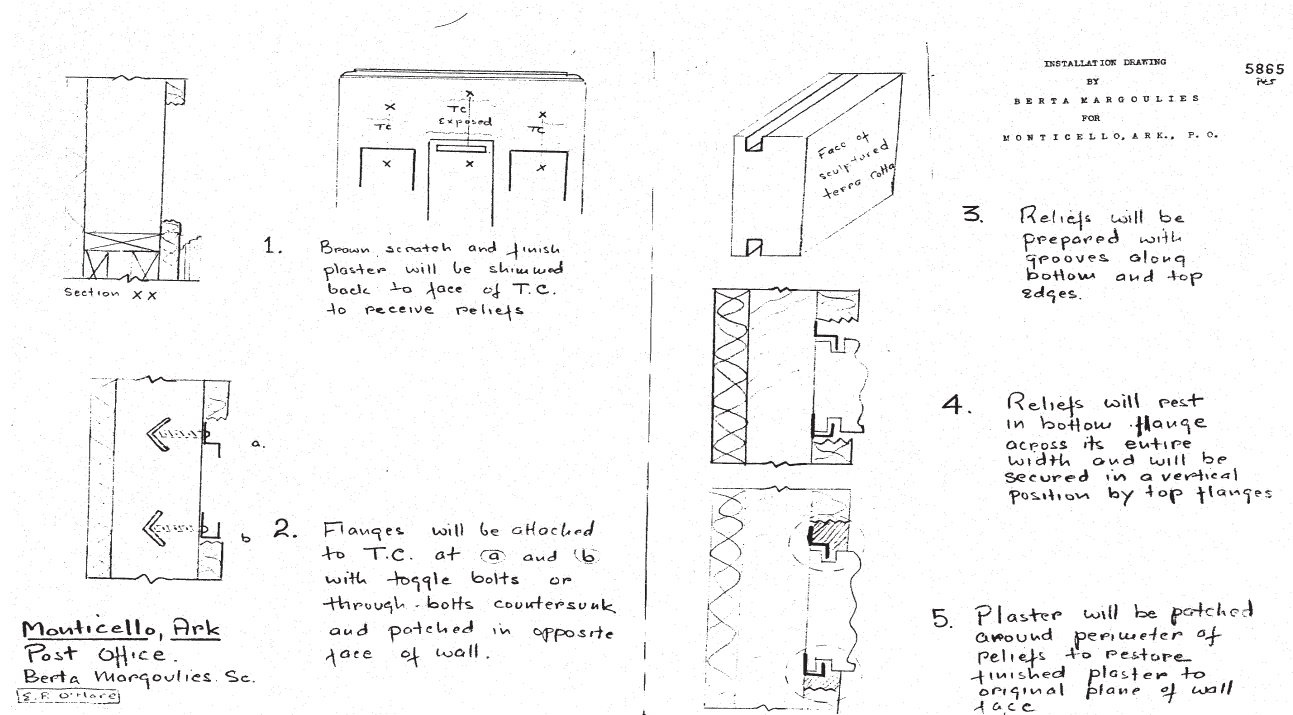 INSTALLATION DRAWING
BY
BERTA MARGOULIES
FOR
MONTICELLO, ARK., P. O.
5865
X
TC
X
TC
Exposed
X
TC
X
X
X
Section XX
1. Brown scratch and finish
plaster will be shimmed
back to face of T.C.
to receive reliefs
a.
b
2. Flanges will be attached
to T.C. at a and b
with toggle bolts or
through-bolts countersunk
and patched in opposite
face of wall.
Monticello, Ark
Post Office.
Berta Margoulies. Sc.
E.R. O'Hare
Face of
sculptured
terra cotta
3. Reliefs will be
prepared with
grooves along
bottom and top
edges.
4. Reliefs will rest
in bottom flange
across its entire
width and will be
secured in a vertical
position by top flanges
5. Plaster will be patched
around perimeter of
reliefs to restore
finished plaster to
original plane of wall
face